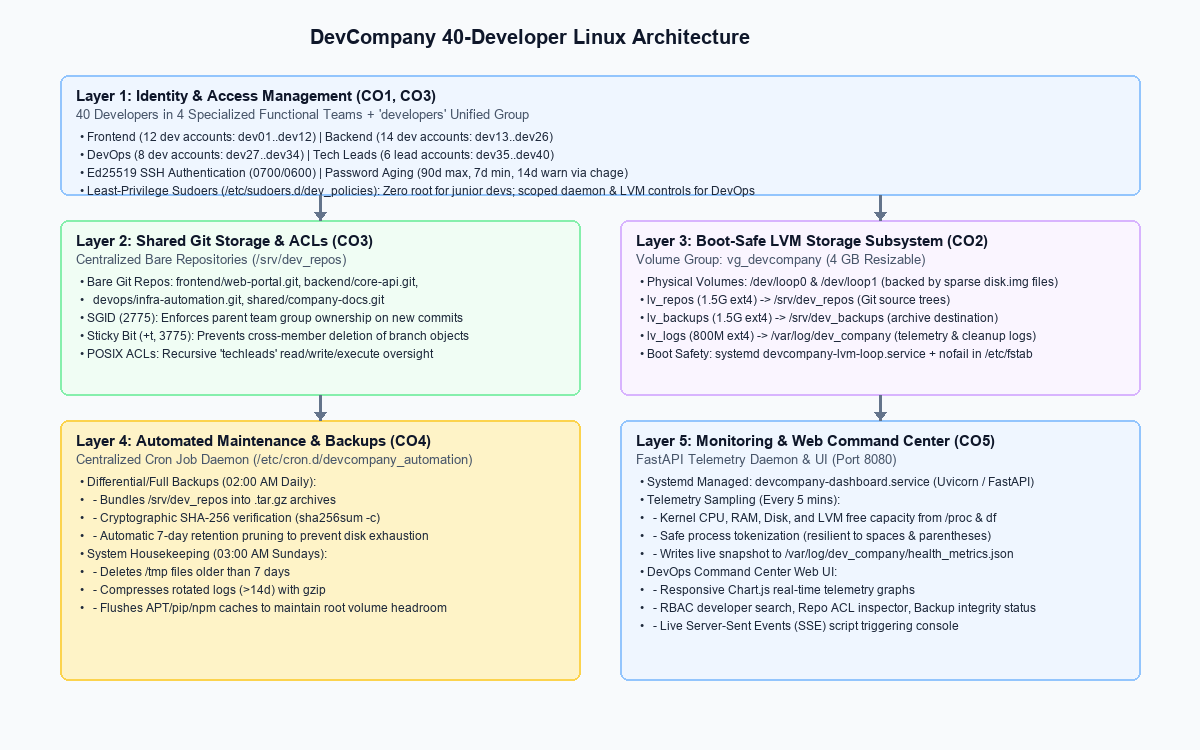 DevCompany 40-Developer Linux Architecture
Layer 1: Identity & Access Management (CO1, CO3)
40 Developers in 4 Specialized Functional Teams + 'developers' Unified Group
• Frontend (12 dev accounts: dev01..dev12) | Backend (14 dev accounts: dev13..dev26)
• DevOps (8 dev accounts: dev27..dev34) | Tech Leads (6 lead accounts: dev35..dev40)
• Ed25519 SSH Authentication (0700/0600) | Password Aging (90d max, 7d min, 14d warn via chage)
• Least-Privilege Sudoers (/etc/sudoers.d/dev_policies): Zero root for junior devs; scoped daemon & LVM controls for DevOps
Layer 2: Shared Git Storage & ACLs (CO3)
Centralized Bare Repositories (/srv/dev_repos)
• Bare Git Repos: frontend/web-portal.git, backend/core-api.git,
• devops/infra-automation.git, shared/company-docs.git
• SGID (2775): Enforces parent team group ownership on new commits
• Sticky Bit (+t, 3775): Prevents cross-member deletion of branch objects
• POSIX ACLs: Recursive 'techleads' read/write/execute oversight
Layer 3: Boot-Safe LVM Storage Subsystem (CO2)
Volume Group: vg_devcompany (4 GB Resizable)
• Physical Volumes: /dev/loop0 & /dev/loop1 (backed by sparse disk.img files)
• lv_repos (1.5G ext4) -> /srv/dev_repos (Git source trees)
• lv_backups (1.5G ext4) -> /srv/dev_backups (archive destination)
• lv_logs (800M ext4) -> /var/log/dev_company (telemetry & cleanup logs)
• Boot Safety: systemd devcompany-lvm-loop.service + nofail in /etc/fstab
Layer 4: Automated Maintenance & Backups (CO4)
Centralized Cron Job Daemon (/etc/cron.d/devcompany_automation)
• Differential/Full Backups (02:00 AM Daily):
• - Bundles /srv/dev_repos into .tar.gz archives
• - Cryptographic SHA-256 verification (sha256sum -c)
• - Automatic 7-day retention pruning to prevent disk exhaustion
• System Housekeeping (03:00 AM Sundays):
• - Deletes /tmp files older than 7 days
• - Compresses rotated logs (>14d) with gzip
• - Flushes APT/pip/npm caches to maintain root volume headroom
Layer 5: Monitoring & Web Command Center (CO5)
FastAPI Telemetry Daemon & UI (Port 8080)
• Systemd Managed: devcompany-dashboard.service (Uvicorn / FastAPI)
• Telemetry Sampling (Every 5 mins):
• - Kernel CPU, RAM, Disk, and LVM free capacity from /proc & df
• - Safe process tokenization (resilient to spaces & parentheses)
• - Writes live snapshot to /var/log/dev_company/health_metrics.json
• DevOps Command Center Web UI:
• - Responsive Chart.js real-time telemetry graphs
• - RBAC developer search, Repo ACL inspector, Backup integrity status
• - Live Server-Sent Events (SSE) script triggering console